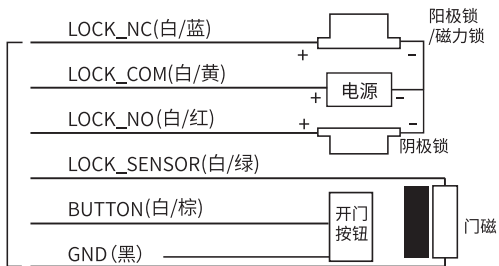 LOCK_NC(白/蓝)
阳极锁
/磁力锁
+
-
LOCK_COM(白/黄)
电源
+
-
LOCK_NO(白/红)
+
-
阴极锁
LOCK_SENSOR(白/绿)
BUTTON(白/棕)
开门
按钮
门磁
GND(黑)